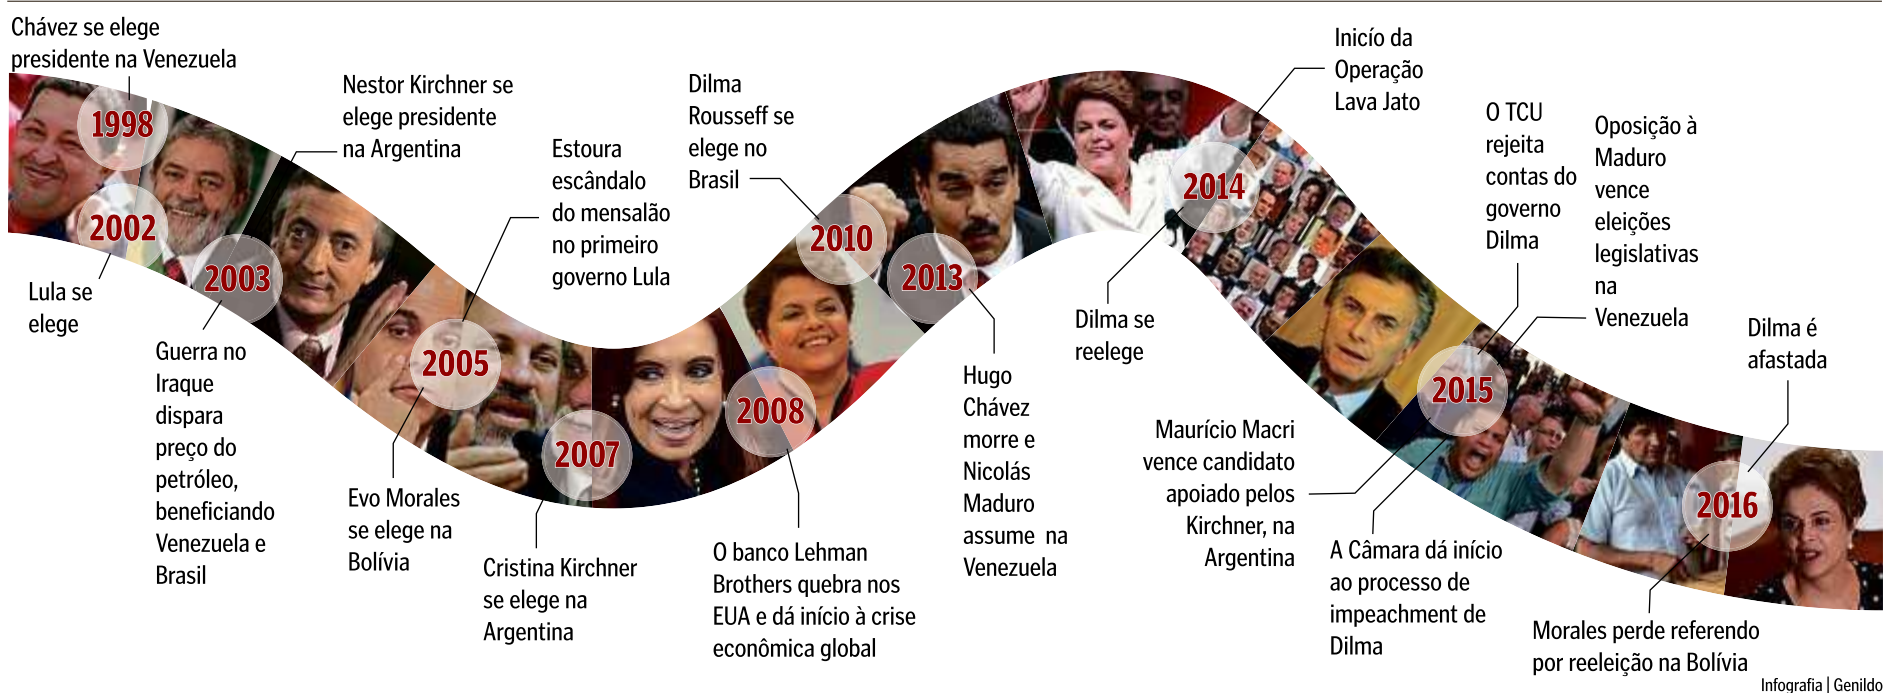 Chávez se elege
presidente na Venezuela
1998
2002
Lula se
elege
Nestor Kirchner se
elege presidente
na Argentina
2003
Guerra no
Iraque
dispara
preço do
petróleo,
beneficiando
Venezuela e
Brasil
Estoura
escândalo
do mensalão
no primeiro
governo Lula
2005
Evo Morales
se elege na
Bolívia
2007
Cristina Kirchner
se elege na
Argentina
2008
O banco Lehman
Brothers quebra nos
EUA e dá início à crise
econômica global
Dilma
Rousseff se
elege no
Brasil
2010
2013
Hugo
Chávez
morre e
Nicolás
Maduro
assume na
Venezuela
Inicío da
Operação
Lava Jato
2014
Dilma se
reelege
O TCU
rejeita
contas do
governo
Dilma
Oposição à
Maduro
vence
eleições
legislativas
na
Venezuela
2015
Maurício Macri
vence candidato
apoiado pelos
Kirchner, na
Argentina
A Câmara dá início
ao processo de
impeachment de
Dilma
Dilma é
afastada
2016
Morales perde referendo
por reeleição na Bolívia
Infografia | Genildo